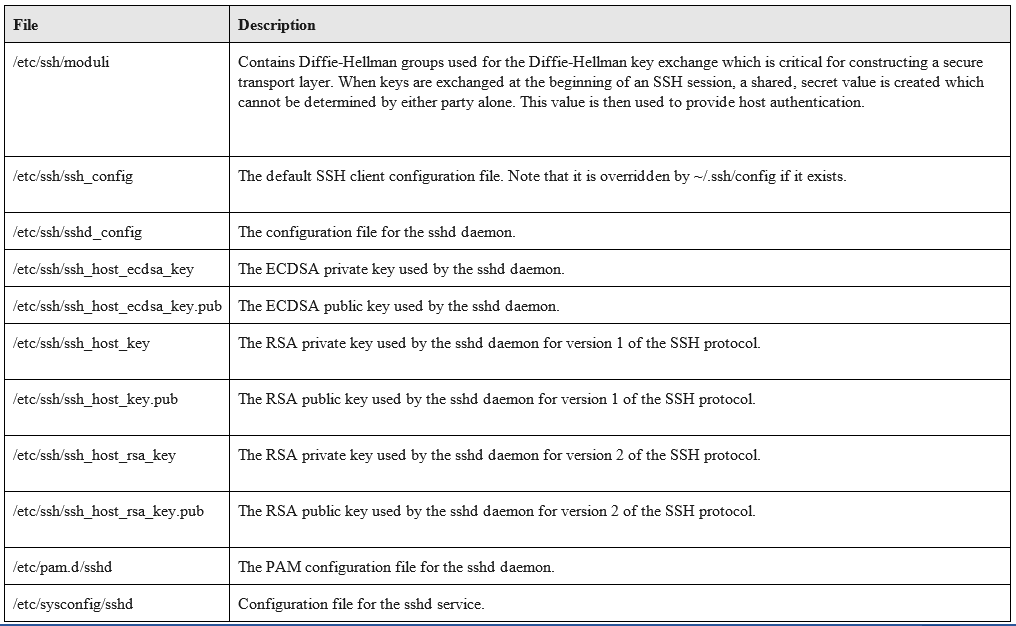 File Description
/etc/ssh/moduli Contains Diffie-Hellman groups used for the Diffie-Hellman key exchange which is critical for constructing a secure
transport layer. When keys are exchanged at the beginning of an SSH session, a shared, secret value is created which
cannot be determined by either party alone. This value is then used to provide host authentication.
/etc/ssh/ssh_config The default SSH client configuration file. Note that it is overridden by ~/.ssh/config if it exists.
/etc/ssh/sshd_config The configuration file for the sshd daemon.
/etc/ssh/ssh_host_ecdsa_key The ECDSA private key used by the sshd daemon.
/etc/ssh/ssh_host_ecdsa_key.pub The ECDSA public key used by the sshd daemon.
/etc/ssh/ssh_host_key The RSA private key used by the sshd daemon for version 1 of the SSH protocol.
/etc/ssh/ssh_host_key.pub The RSA public key used by the sshd daemon for version 1 of the SSH protocol.
/etc/ssh/ssh_host_rsa_key The RSA private key used by the sshd daemon for version 2 of the SSH protocol.
/etc/ssh/ssh_host_rsa_key.pub The RSA public key used by the sshd daemon for version 2 of the SSH protocol.
/etc/pam.d/sshd The PAM configuration file for the sshd daemon.
/etc/sysconfig/sshd Configuration file for the sshd service.